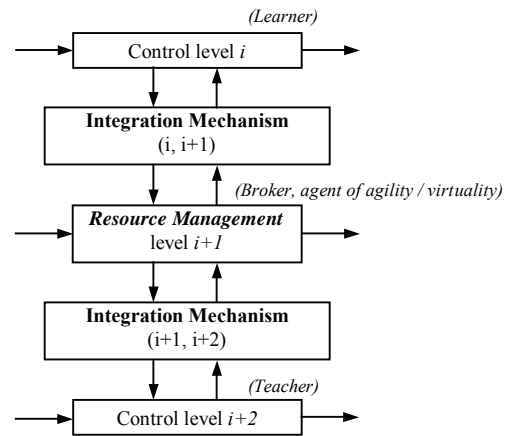 (Learner)
Control level i
Integration Mechanism
(i, i+1)
(Broker, agent of agility / virtuality)
Resource Management
level i+1
Integration Mechanism
(i+1, i+2)
(Teacher)
Control level i+2